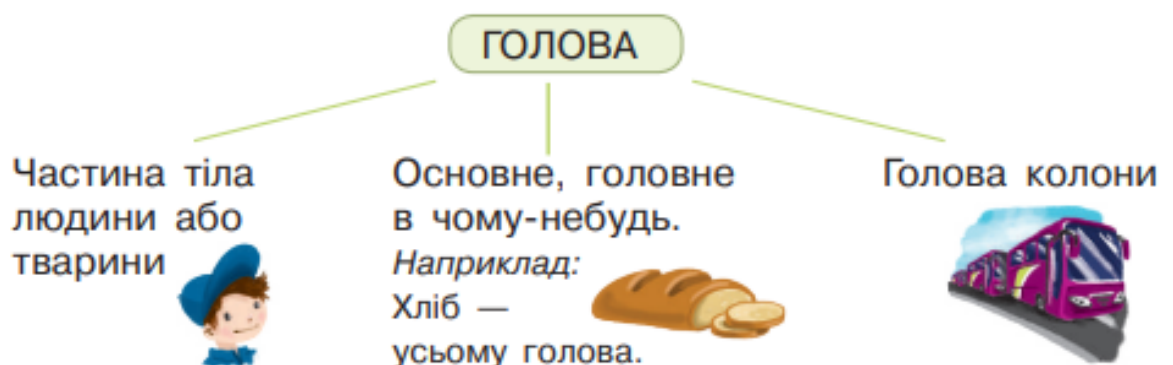 ГОЛОВА
Частина тіла
людини або
тварини
Основне, головне
в чому-небудь.
Наприклад:
Хліб —
усьому голова.
Голова колони